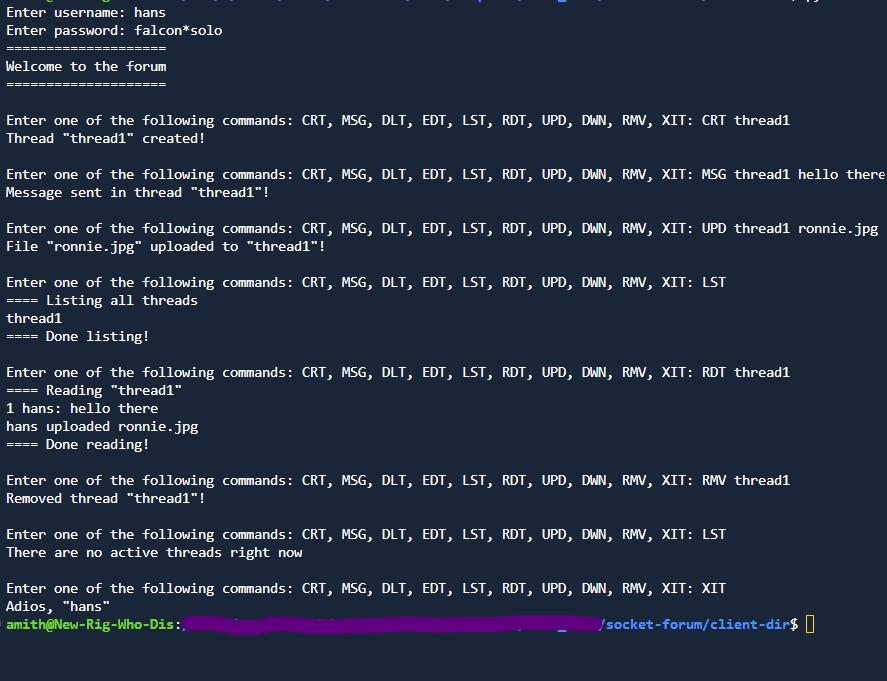 Enter username: hans
Enter password: falcon*solo
====================
Welcome to the forum
====================
Enter one of the following commands: CRT, MSG, DLT, EDT, LST, RDT, UPD, DWN, RMV, XIT: CRT thread1
Thread "thread1" created!
Enter one of the following commands: CRT, MSG, DLT, EDT, LST, RDT, UPD, DWN, RMV, XIT: MSG thread1 hello there
Message sent in thread "thread1"!
Enter one of the following commands: CRT, MSG, DLT, EDT, LST, RDT, UPD, DWN, RMV, XIT: UPD thread1 ronnie.jpg
File "ronnie.jpg" uploaded to "thread1"!
Enter one of the following commands: CRT, MSG, DLT, EDT, LST, RDT, UPD, DWN, RMV, XIT: LST
==== Listing all threads
thread1
==== Done listing!
Enter one of the following commands: CRT, MSG, DLT, EDT, LST, RDT, UPD, DWN, RMV, XIT: RDT thread1
==== Reading "thread1"
1 hans: hello there
hans uploaded ronnie.jpg
==== Done reading!
Enter one of the following commands: CRT, MSG, DLT, EDT, LST, RDT, UPD, DWN, RMV, XIT: RMV thread1
Removed thread "thread1"!
Enter one of the following commands: CRT, MSG, DLT, EDT, LST, RDT, UPD, DWN, RMV, XIT: LST
There are no active threads right now
Enter one of the following commands: CRT, MSG, DLT, EDT, LST, RDT, UPD, DWN, RMV, XIT: XIT
Adios, "hans"
amith@New-Rig-Who-Dis: /socket-forum/client-dir$